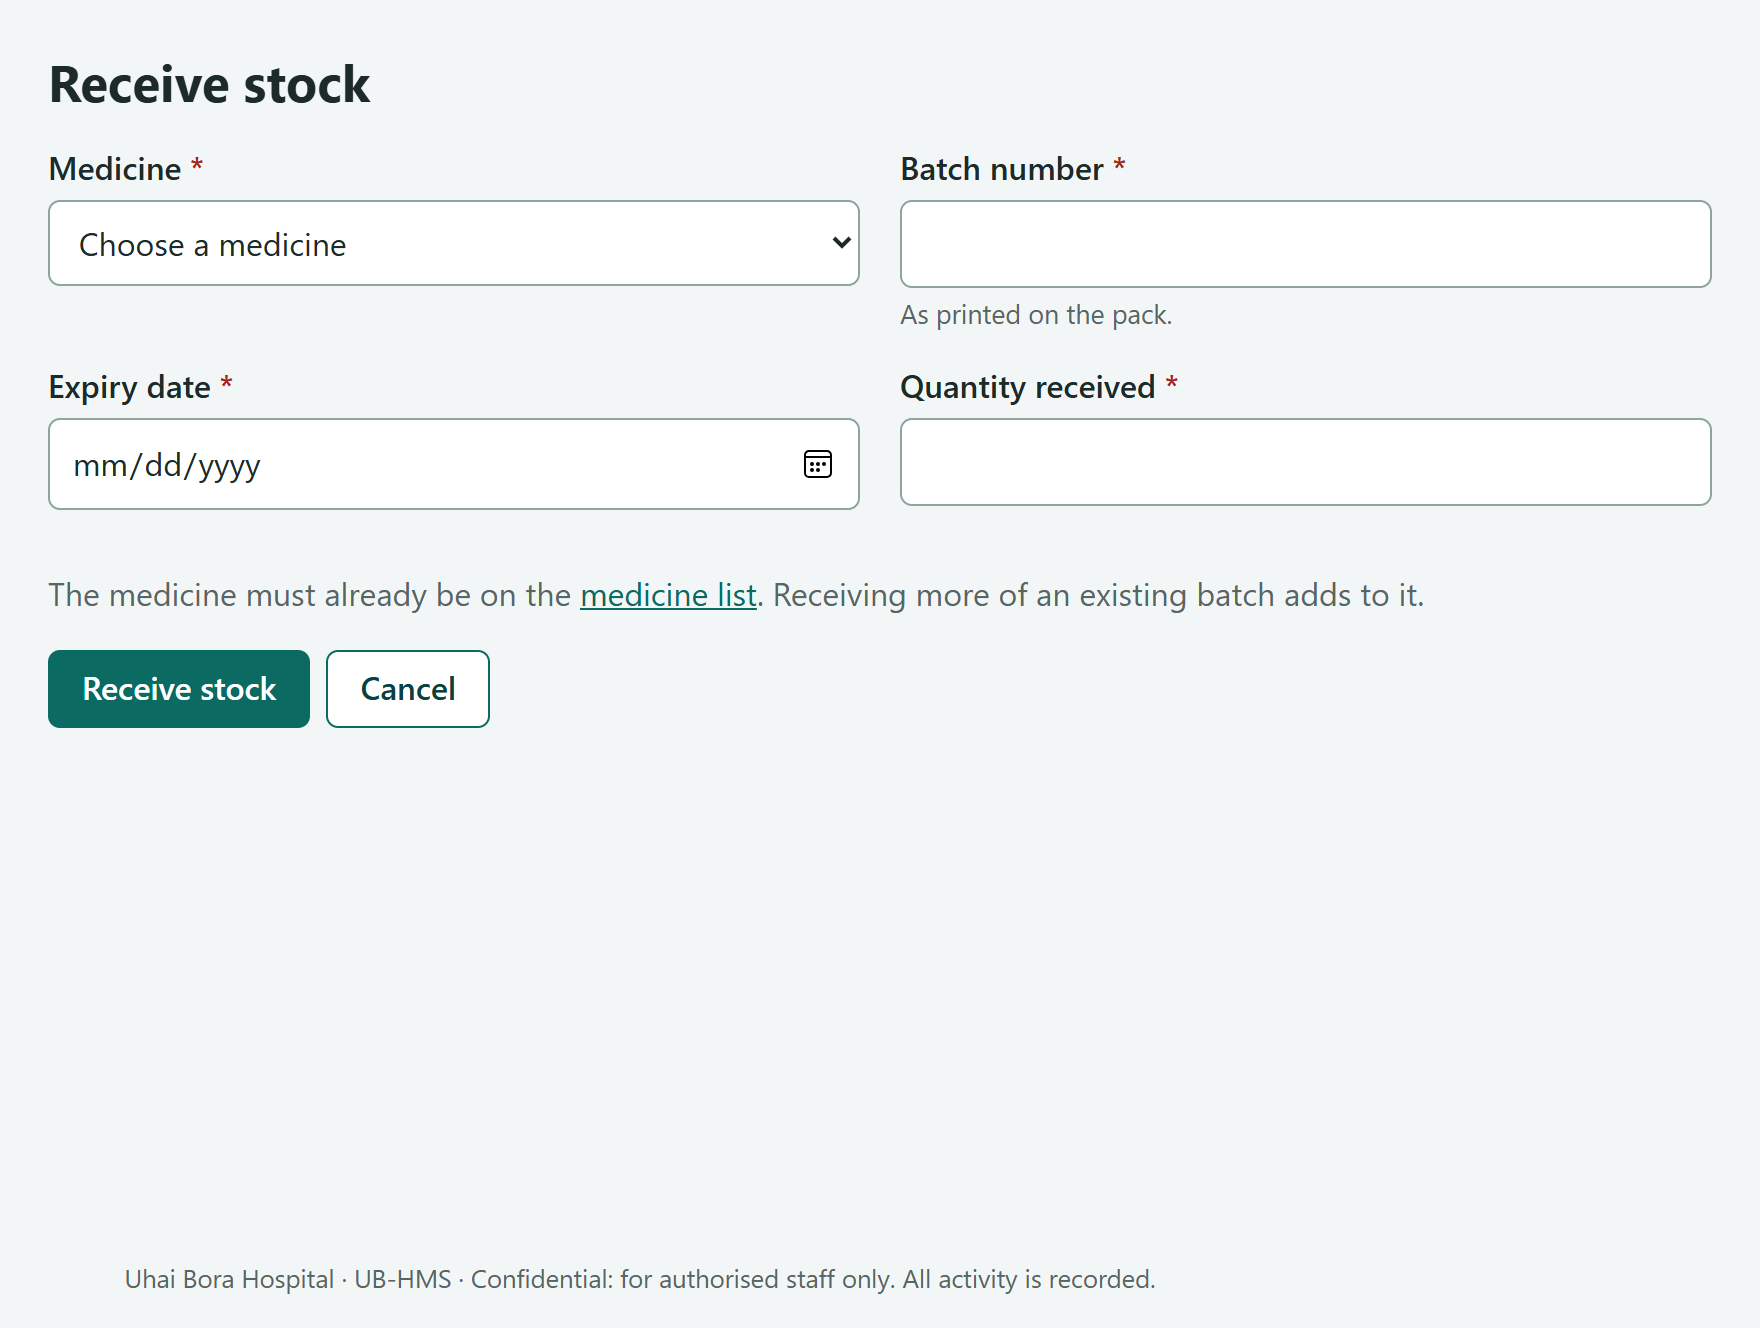 Receive stock
Medicine *
Choose a medicine
Batch number *
As printed on the pack.
Expiry date *
mm/dd/yyyy
Quantity received *
The medicine must already be on the medicine list. Receiving more of an existing batch adds to it.
Receive stock
Cancel
Uhai Bora Hospital · UB-HMS · Confidential: for authorised staff only. All activity is recorded.